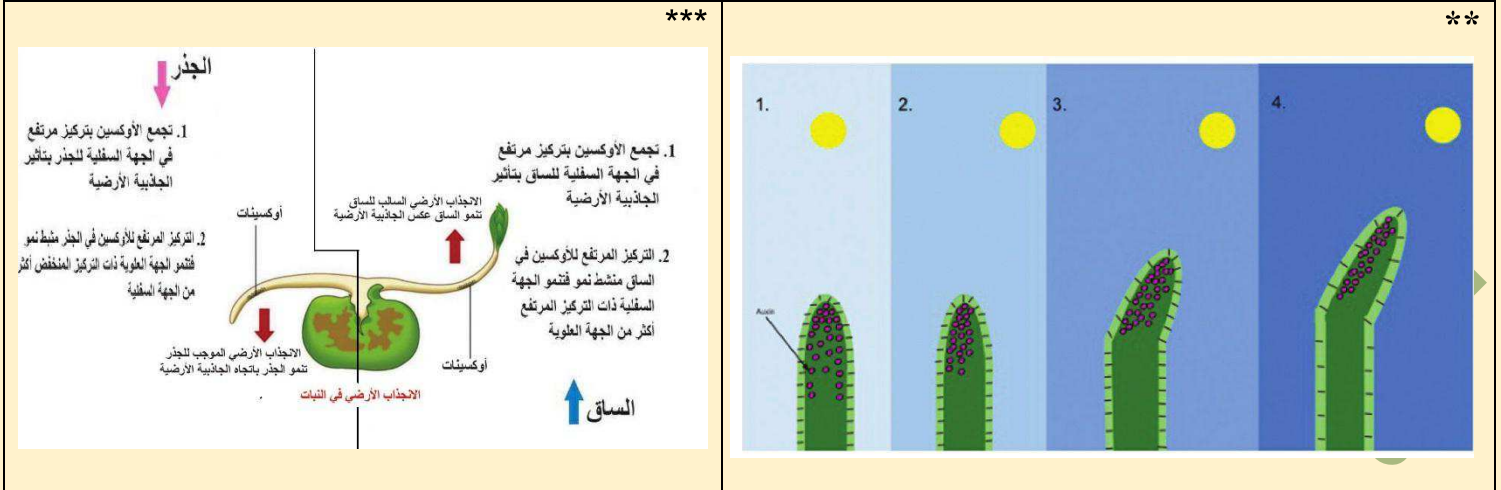 **
1.
2.
3.
4.
Auxin
***
الساق
1. تجمع الأوكسين بتركيز مرتفع
في الجهة السفلية للساق بتأثير
الجاذبية الأرضية
2. التركيز المرتفع للأوكسين في
الساق منشط نمو فتنمو الجهة
السفلية ذات التركيز المرتفع
أكثر من الجهة العلوية
الانجذاب الأرضي السالب للساق
تنمو الساق عكس الجاذبية الأرضية
أوكسينات
الجذر
1. تجمع الأوكسين بتركيز مرتفع
في الجهة السفلية للجذر بتأثير
الجاذبية الأرضية
2. التركيز المرتفع للأوكسين في الجذر مثبط نمو
فتنمو الجهة العلوية ذات التركيز المنخفض أكثر
من الجهة السفلية
أوكسينات
الانجذاب الأرضي الموجب للجذر
تنمو الجذر باتجاه الجاذبية الأرضية
.
الانجذاب الأرضي في النبات